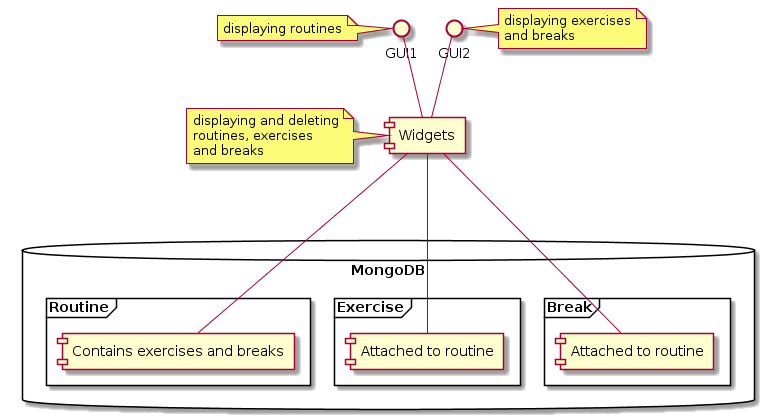 displaying routines
displaying exercises
and breaks
GUI1
GUI2
displaying and deleting
routines, exercises
and breaks
Widgets
MongoDB
Routine
Exercise
Break
Contains exercises and breaks
Attached to routine
Attached to routine